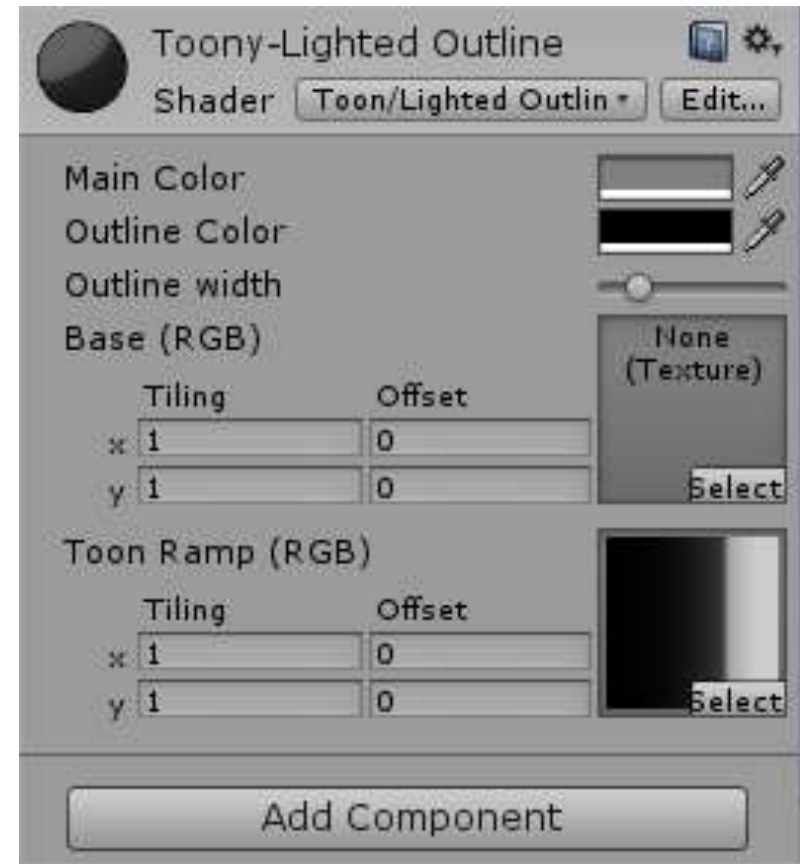 Toony-Lighted Outline
Shader Toon/Lighted Outlin Edit...
Main Color
Outline Color
Outline width
Base (RGB)
None
(Texture)
Tiling Offset
x 1 0
y 1 0
Select
Toon Ramp (RGB)
Tiling Offset
x 1 0
y 1 0
Select
Add Component